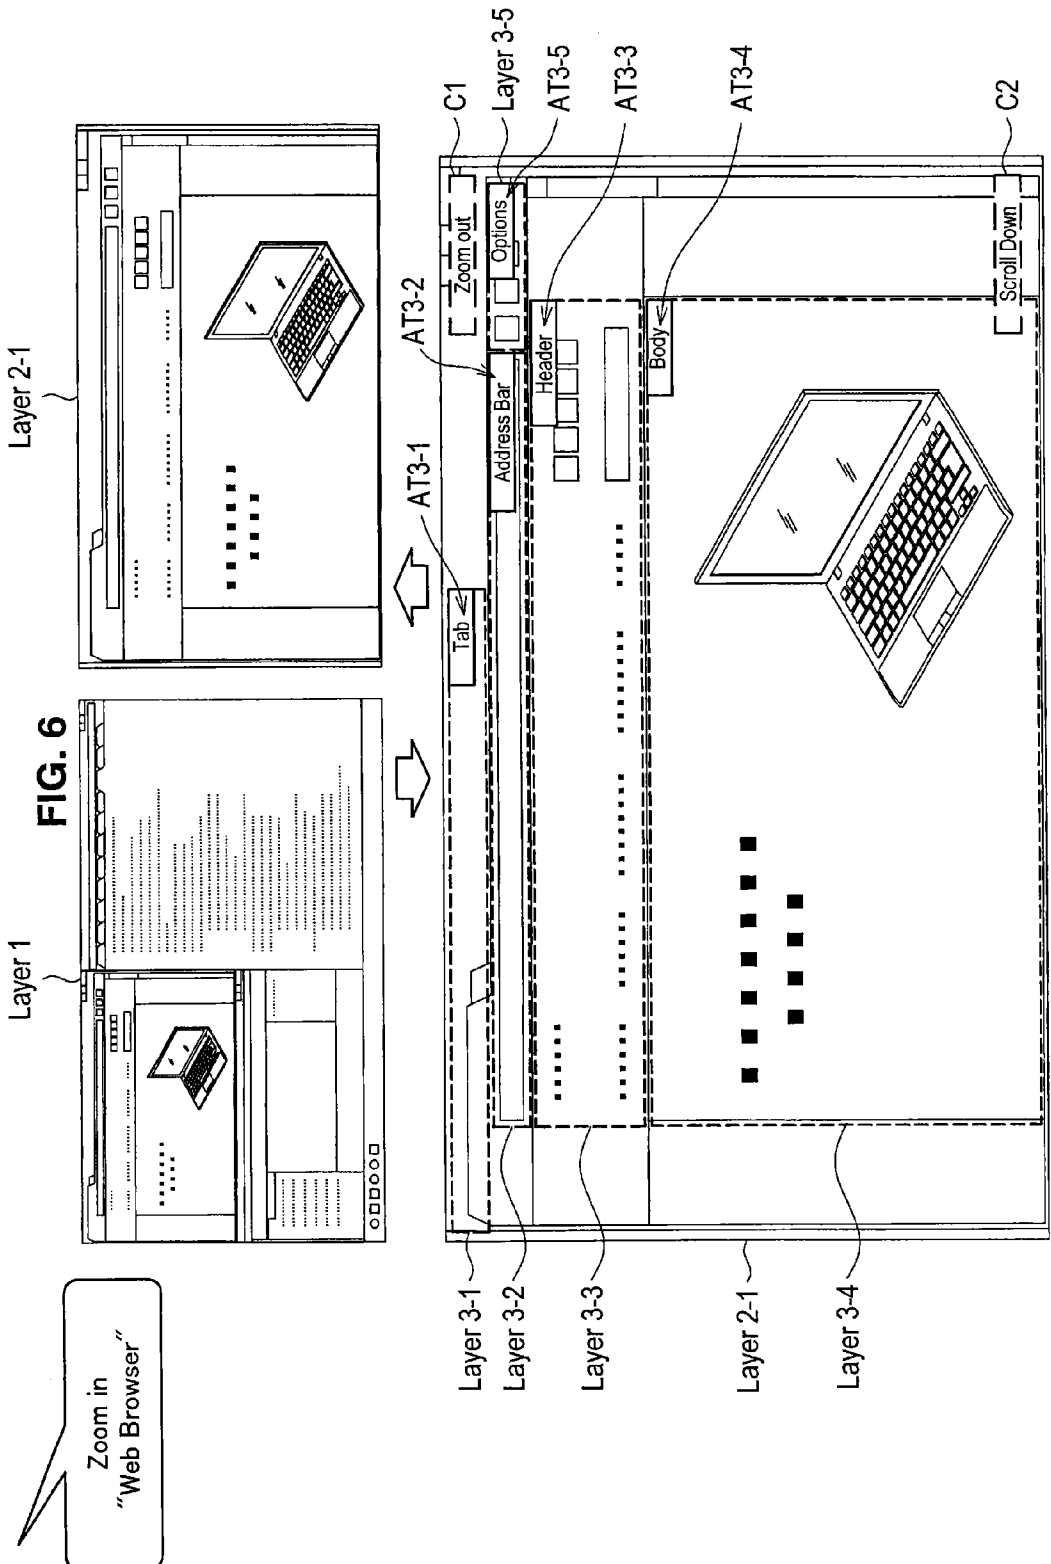 FIG. 6
Zoom in
"Web Browser"
Layer 1
Layer 2-1
AT3-1
AT3-2
C1
Layer 3-5
AT3-5
AT3-3
AT3-4
C2
Tab
Zoom out
Address Bar
Options
Header
Body
Scroll Down
Layer 3-1
Layer 3-2
Layer 3-3
Layer 2-1
Layer 3-4